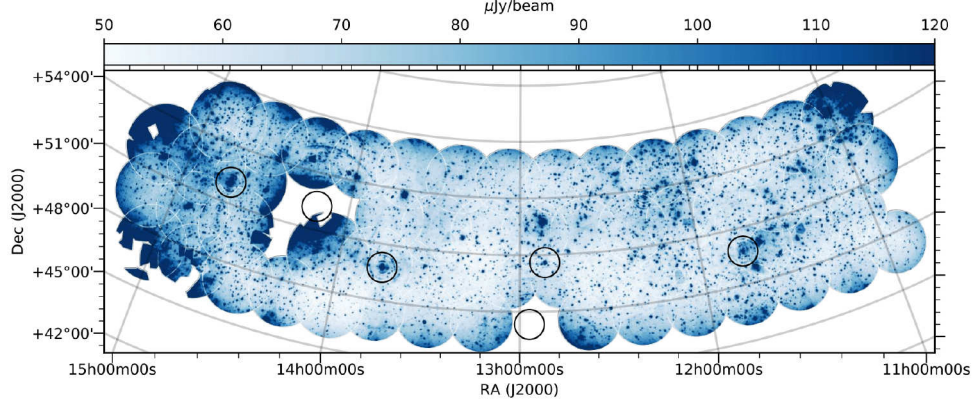 μJy/beam
50 60 70 80 90 100 110 120
+54°00'
+51°00'
+48°00'
+45°00'
+42°00'
Dec (J2000)
15h00m00s 14h00m00s 13h00m00s 12h00m00s 11h00m00s
RA (J2000)